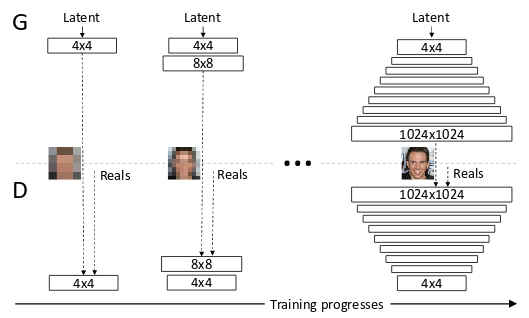 G
Latent
Latent
Latent
4x4
4x4
4x4
8x8
1024x1024
Reals
Reals
Reals
D
1024x1024
8x8
4x4
4x4
4x4
Training progresses